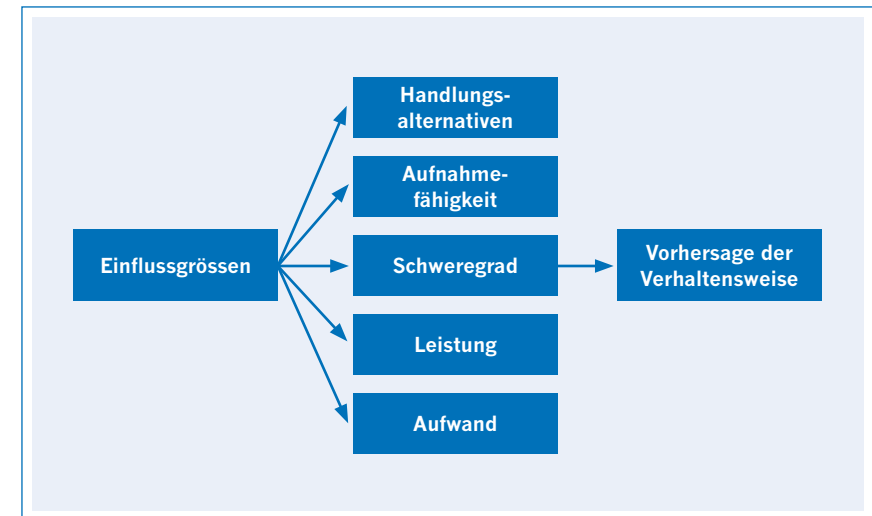 Handlungs-
alternativen
Aufnahme-
fähigkeit
Einflussgrössen
Schweregrad
Vorhersage der
Verhaltensweise
Leistung
Aufwand